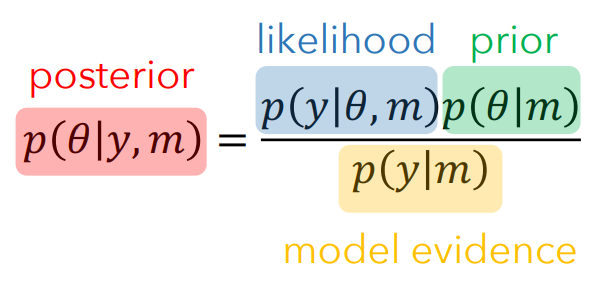 likelihood prior
posterior
p(y|θ, m)p(θ|m)
p(θ|y, m) =
p(y|m)
model evidence